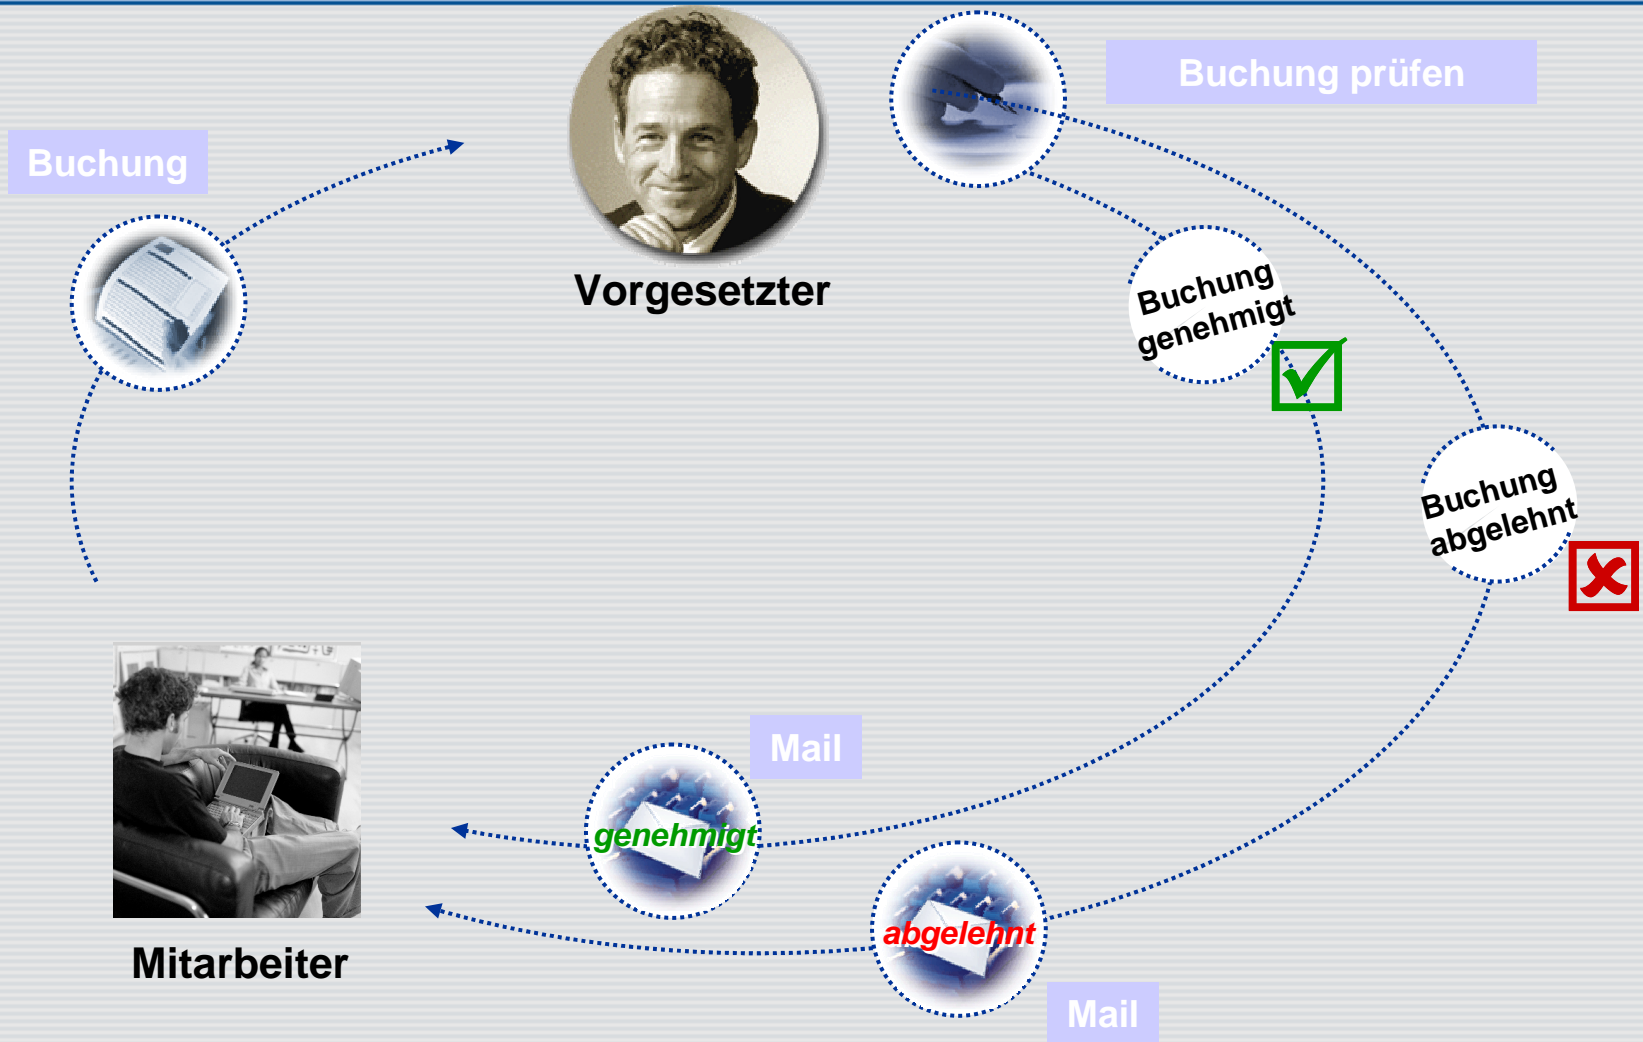 Buchung prüfen
Buchung
Vorgesetzter
Buchung
genehmigt
Buchung
abgelehnt
Mail
genehmigt
abgelehnt
Mitarbeiter
Mail